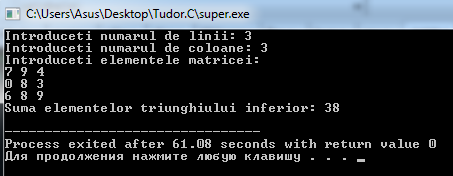 C:\Users\Asus\Desktop\Tudor.C\super.exe
Introduceti numarul de linii: 3
Introduceti numarul de coloane: 3
Introduceti elementele matricei:
7 9 4
0 8 3
6 8 9
Suma elementelor triunghiului inferior: 38
--------------------------------
Process exited after 61.08 seconds with return value 0
Для продолжения нажмите любую клавишу . . . _